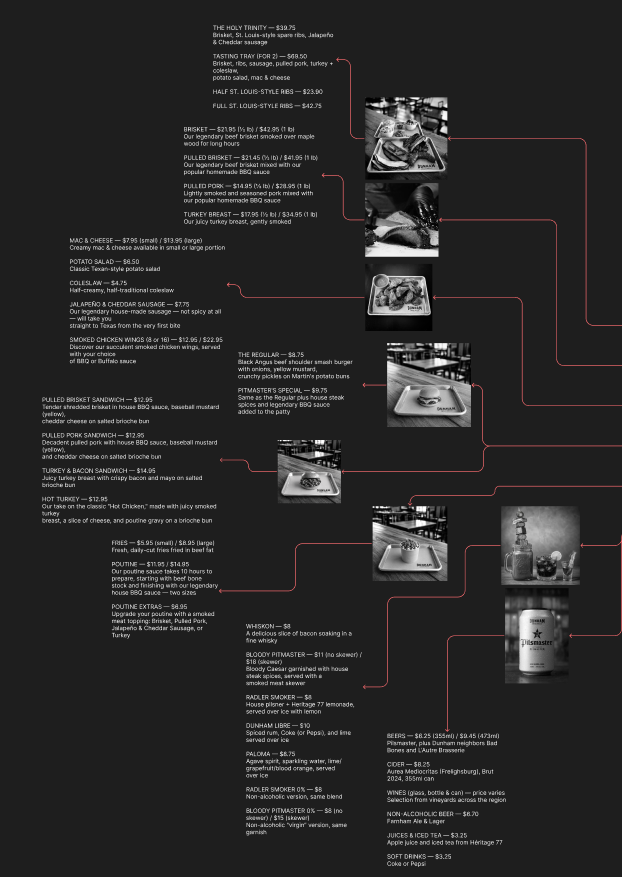 THE HOLY TRINITY — $39.75
Brisket, St. Louis-style spare ribs, Jalapeño
& Cheddar sausage
TASTING TRAY (FOR 2) — $69.50
Brisket, ribs, sausage, pulled pork, turkey +
coleslaw,
potato salad, mac & cheese
HALF ST. LOUIS-STYLE RIBS — $23.90
FULL ST. LOUIS-STYLE RIBS — $42.75
BRISKET — $21.95 (½ lb) / $42.95 (1 lb)
Our legendary beef brisket smoked over maple
wood for long hours
PULLED BRISKET — $21.45 (½ lb) / $41.95 (1 lb)
Our legendary beef brisket mixed with our
popular homemade BBQ sauce
PULLED PORK — $14.95 (½ lb) / $28.95 (1 lb)
Lightly smoked and seasoned pork mixed with
our popular homemade BBQ sauce
TURKEY BREAST — $17.95 (½ lb) / $34.95 (1 lb)
Our juicy turkey breast, gently smoked
MAC & CHEESE — $7.95 (small) / $13.95 (large)
Creamy mac & cheese available in small or large portion
POTATO SALAD — $6.50
Classic Texan-style potato salad
COLESLAW — $4.75
Half-creamy, half-traditional coleslaw
JALAPEÑO & CHEDDAR SAUSAGE — $7.75
Our legendary house-made sausage — not spicy at all
— will take you
straight to Texas from the very first bite
SMOKED CHICKEN WINGS (8 or 16) — $12.95 / $22.95
Discover our succulent smoked chicken wings, served
with your choice
of BBQ or Buffalo sauce
THE REGULAR — $8.75
Black Angus beef shoulder smash burger
with onions, yellow mustard,
crunchy pickles on Martin's potato buns
PITMASTER'S SPECIAL — $9.75
Same as the Regular plus house steak
spices and legendary BBQ sauce
added to the patty
PULLED BRISKET SANDWICH — $12.95
Tender shredded brisket in house BBQ sauce, baseball mustard
(yellow),
cheddar cheese on salted brioche bun
PULLED PORK SANDWICH — $12.95
Decadent pulled pork with house BBQ sauce, baseball mustard
(yellow),
and cheddar cheese on salted brioche bun
TURKEY & BACON SANDWICH — $14.95
Juicy turkey breast with crispy bacon and mayo on salted
brioche bun
HOT TURKEY — $12.95
Our take on the classic "Hot Chicken," made with juicy smoked
turkey
breast, a slice of cheese, and poutine gravy on a brioche bun
FRIES — $5.95 (small) / $8.95 (large)
Fresh, daily-cut fries fried in beef fat
POUTINE — $11.95 / $14.95
Our poutine sauce takes 10 hours to
prepare, starting with beef bone
stock and finishing with our legendary
house BBQ sauce — two sizes
POUTINE EXTRAS — $6.95
Upgrade your poutine with a smoked
meat topping: Brisket, Pulled Pork,
Jalapeño & Cheddar Sausage, or
Turkey
WHISKON — $8
A delicious slice of bacon soaking in a
fine whisky
BLOODY PITMASTER — $11 (no skewer) /
$18 (skewer)
Bloody Caesar garnished with house
steak spices, served with a
smoked meat skewer
RADLER SMOKER — $8
House pilsner + Heritage 77 lemonade,
served over ice with lemon
DUNHAM LIBRE — $10
Spiced rum, Coke (or Pepsi), and lime
served over ice
PALOMA — $8.75
Agave spirit, sparkling water, lime/
grapefruit/blood orange, served
over ice
RADLER SMOKER 0% — $8
Non-alcoholic version, same blend
BLOODY PITMASTER 0% — $8 (no
skewer) / $15 (skewer)
Non-alcoholic "virgin" version, same
garnish
DUNHAM
Pitsmaster
BEERS — $6.25 (355ml) / $9.45 (473ml)
Pitsmaster, plus Dunham neighbors Bad
Bones and L'Autre Brasserie
CIDER — $8.25
Aurea Mediocritas (Frelighsburg), Brut
2024, 355ml can
WINES (glass, bottle & can) — price varies
Selection from vineyards across the region
NON-ALCOHOLIC BEER — $6.70
Farnham Ale & Lager
JUICES & ICED TEA — $3.25
Apple juice and iced tea from Héritage 77
SOFT DRINKS — $3.25
Coke or Pepsi